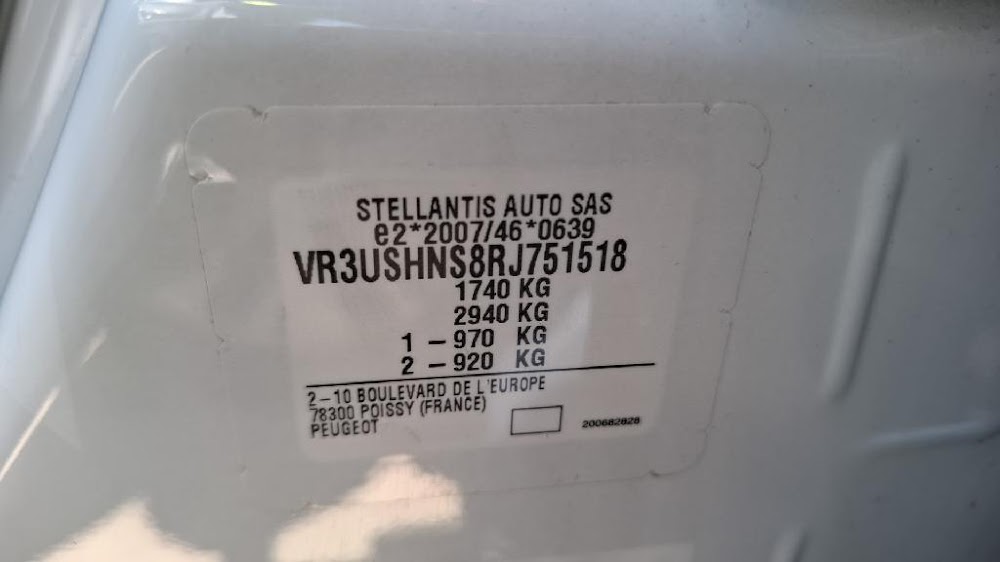 STELLANTIS AUTO SAS
e2*2007/46*0639
VR3USHNS8RJ751518
1740 KG
2940 KG
1 – 970 KG
2 – 920 KG
2–10 BOULEVARD DE L'EUROPE
78300 POISSY (FRANCE)
PEUGEOT
200682828